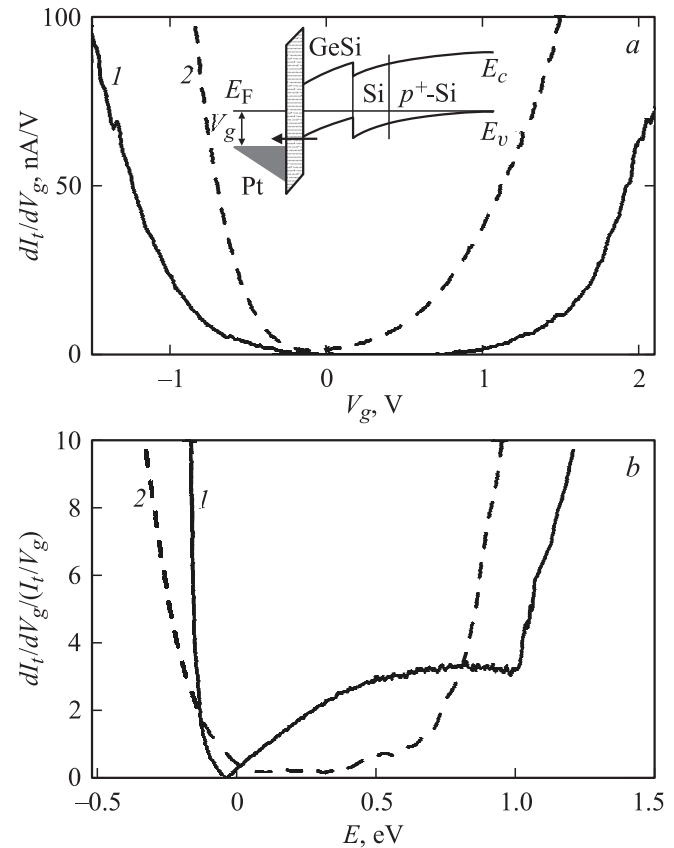 100
50
0
dI_t/dV_g, nA/V
a
1
2
GeSi
E_F
V_g
Si
p⁺-Si
E_c
E_v
Pt
−1
0
1
2
V_g, V
10
8
6
4
2
0
dI_t/dV_g/(I_t/V_g)
b
2
1
−0.5
0
0.5
1.0
1.5
E, eV